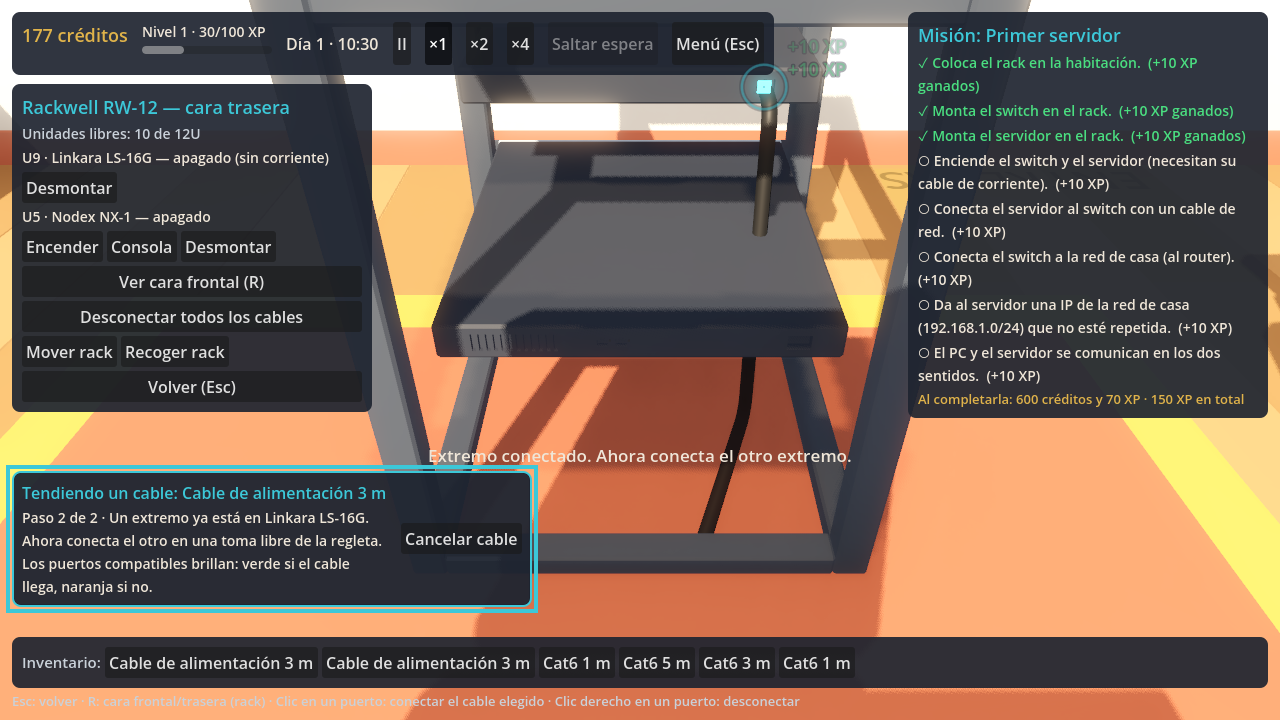 177 créditos
Nivel 1 · 30/100 XP
Día 1 · 10:30
II
×1
×2
×4
Saltar espera
Menú (Esc)
+10 XP
+10 XP
Rackwell RW-12 — cara trasera
Unidades libres: 10 de 12U
U9 · Linkara LS-16G — apagado (sin corriente)
Desmontar
U5 · Nodex NX-1 — apagado
Encender Consola Desmontar
Ver cara frontal (R)
Desconectar todos los cables
Mover rack Recoger rack
Volver (Esc)
Misión: Primer servidor
✓ Coloca el rack en la habitación. (+10 XP
ganados)
✓ Monta el switch en el rack. (+10 XP ganados)
✓ Monta el servidor en el rack. (+10 XP ganados)
○ Enciende el switch y el servidor (necesitan su
cable de corriente). (+10 XP)
○ Conecta el servidor al switch con un cable de
red. (+10 XP)
○ Conecta el switch a la red de casa (al router).
(+10 XP)
○ Da al servidor una IP de la red de casa
(192.168.1.0/24) que no esté repetida. (+10 XP)
○ El PC y el servidor se comunican en los dos
sentidos. (+10 XP)
Al completarla: 600 créditos y 70 XP · 150 XP en total
Extremo conectado. Ahora conecta el otro extremo.
Tendiendo un cable: Cable de alimentación 3 m
Paso 2 de 2 · Un extremo ya está en Linkara LS-16G.
Ahora conecta el otro en una toma libre de la regleta.
Los puertos compatibles brillan: verde si el cable
llega, naranja si no.
Cancelar cable
Inventario: Cable de alimentación 3 m Cable de alimentación 3 m Cat6 1 m Cat6 5 m Cat6 3 m Cat6 1 m
Esc: volver · R: cara frontal/trasera (rack) · Clic en un puerto: conectar el cable elegido · Clic derecho en un puerto: desconectar